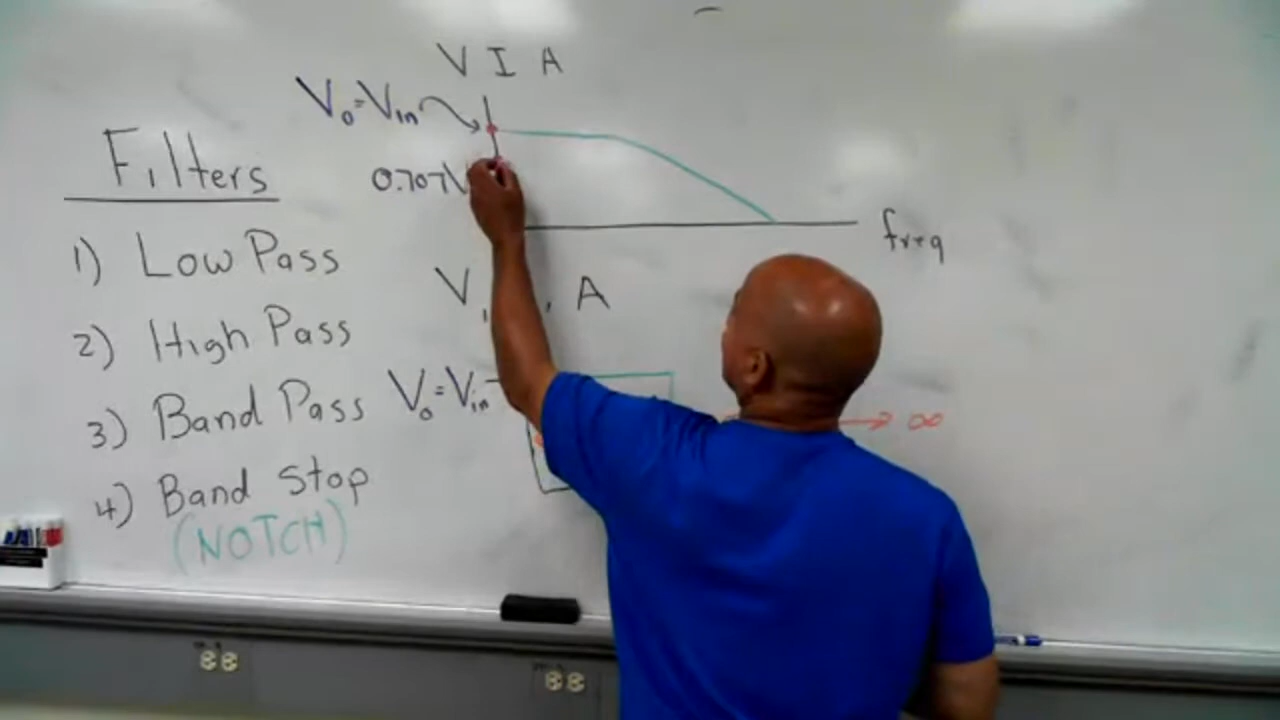 V I A
V₀=Vin
0.707V
Filters
freq
1) Low Pass
V, , A
2) High Pass
3) Band Pass
V₀=Vin
∞
4) Band Stop
(NOTCH)